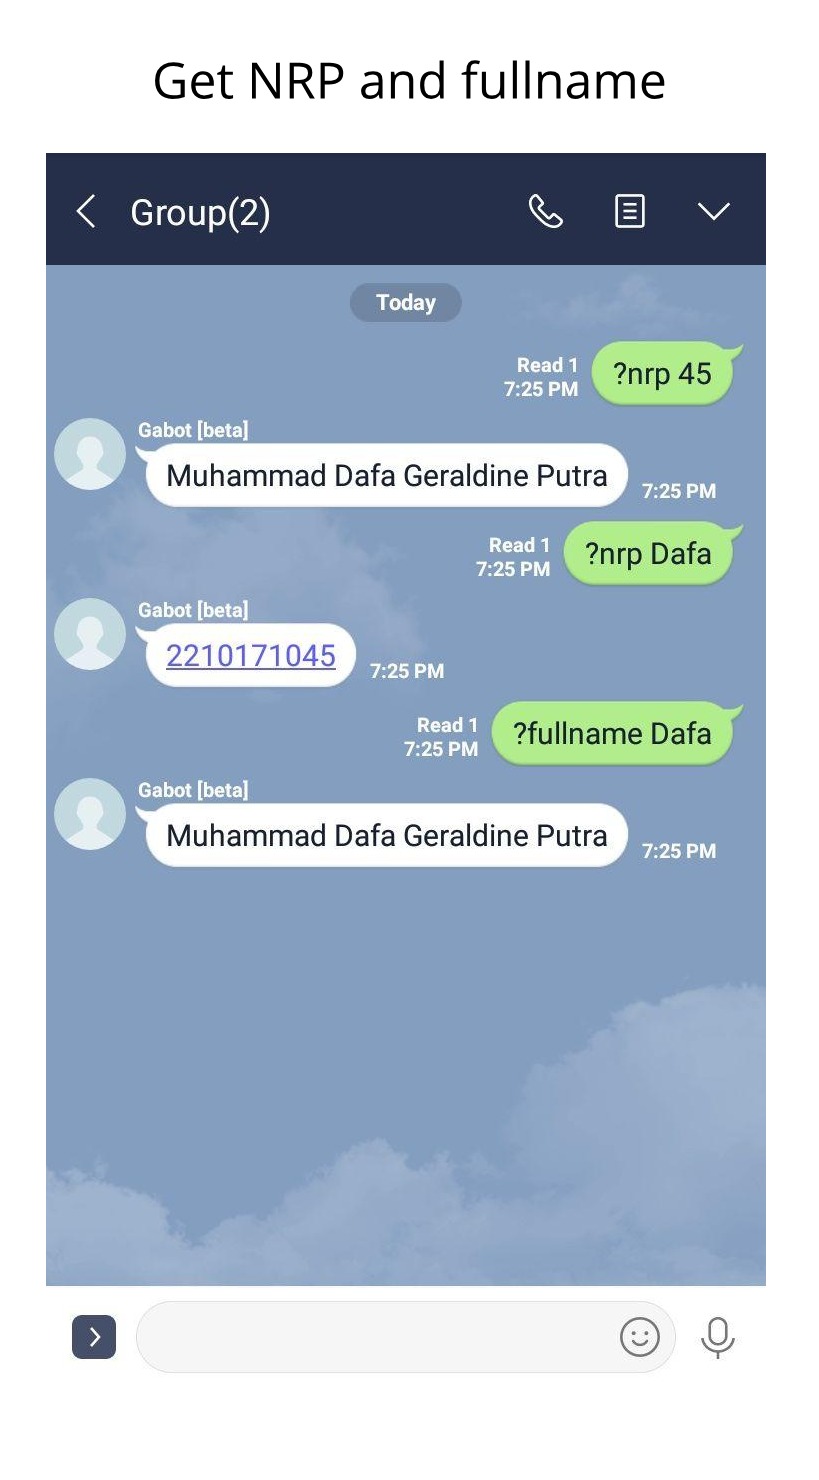 Get NRP and fullname
Group(2)
Today
Read 1
7:25 PM
?nrp 45
Gabot [beta]
Muhammad Dafa Geraldine Putra
7:25 PM
Read 1
7:25 PM
?nrp Dafa
Gabot [beta]
2210171045
7:25 PM
Read 1
7:25 PM
?fullname Dafa
Gabot [beta]
Muhammad Dafa Geraldine Putra
7:25 PM